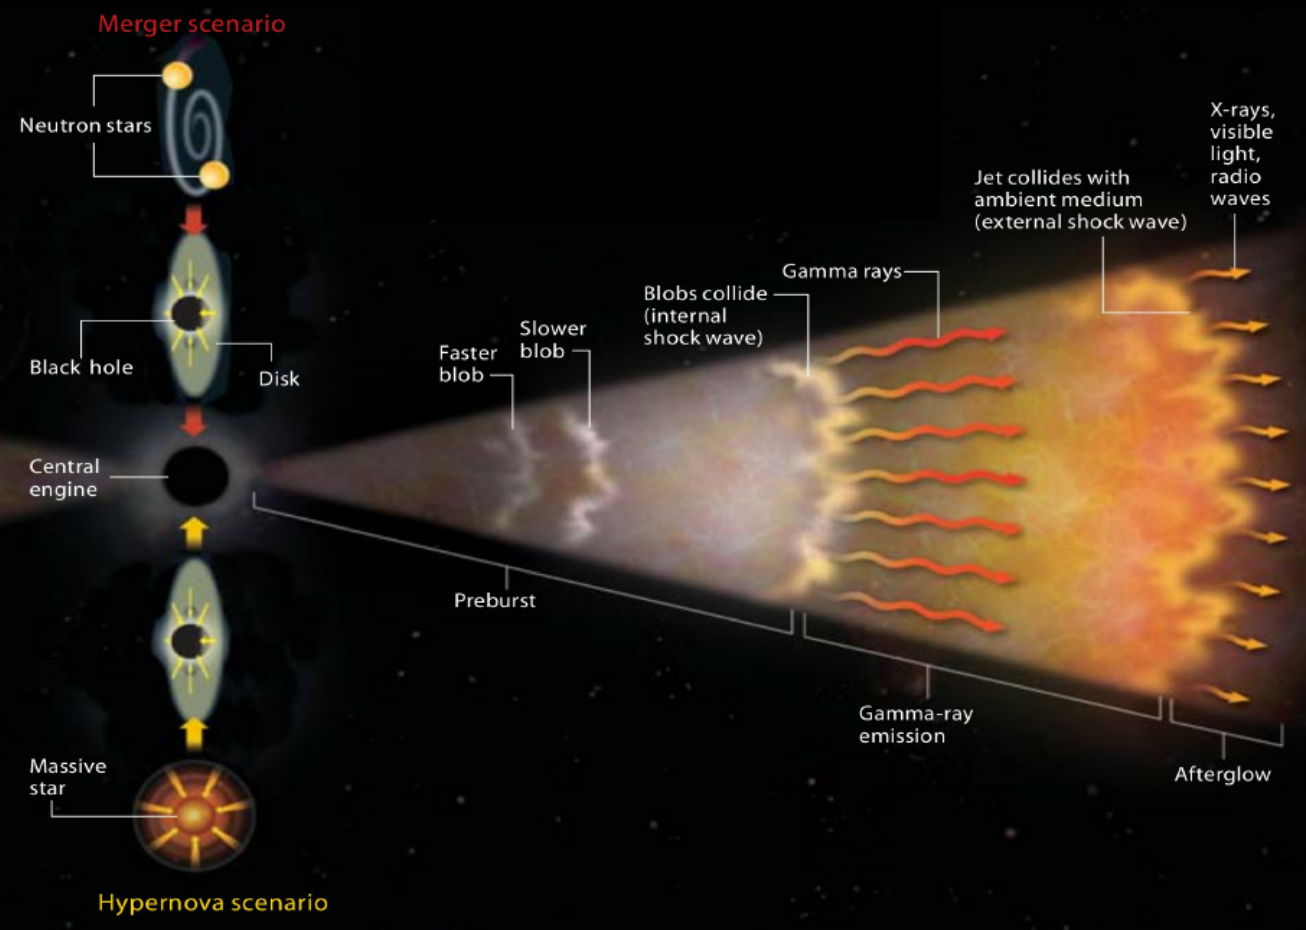 Merger scenario
Neutron stars
Black hole
Disk
Central
engine
Massive
star
Hypernova scenario
Faster
blob
Slower
blob
Preburst
Blobs collide
(internal
shock wave)
Gamma rays
Gamma-ray
emission
Jet collides with
ambient medium
(external shock wave)
X-rays,
visible
light,
radio
waves
Afterglow